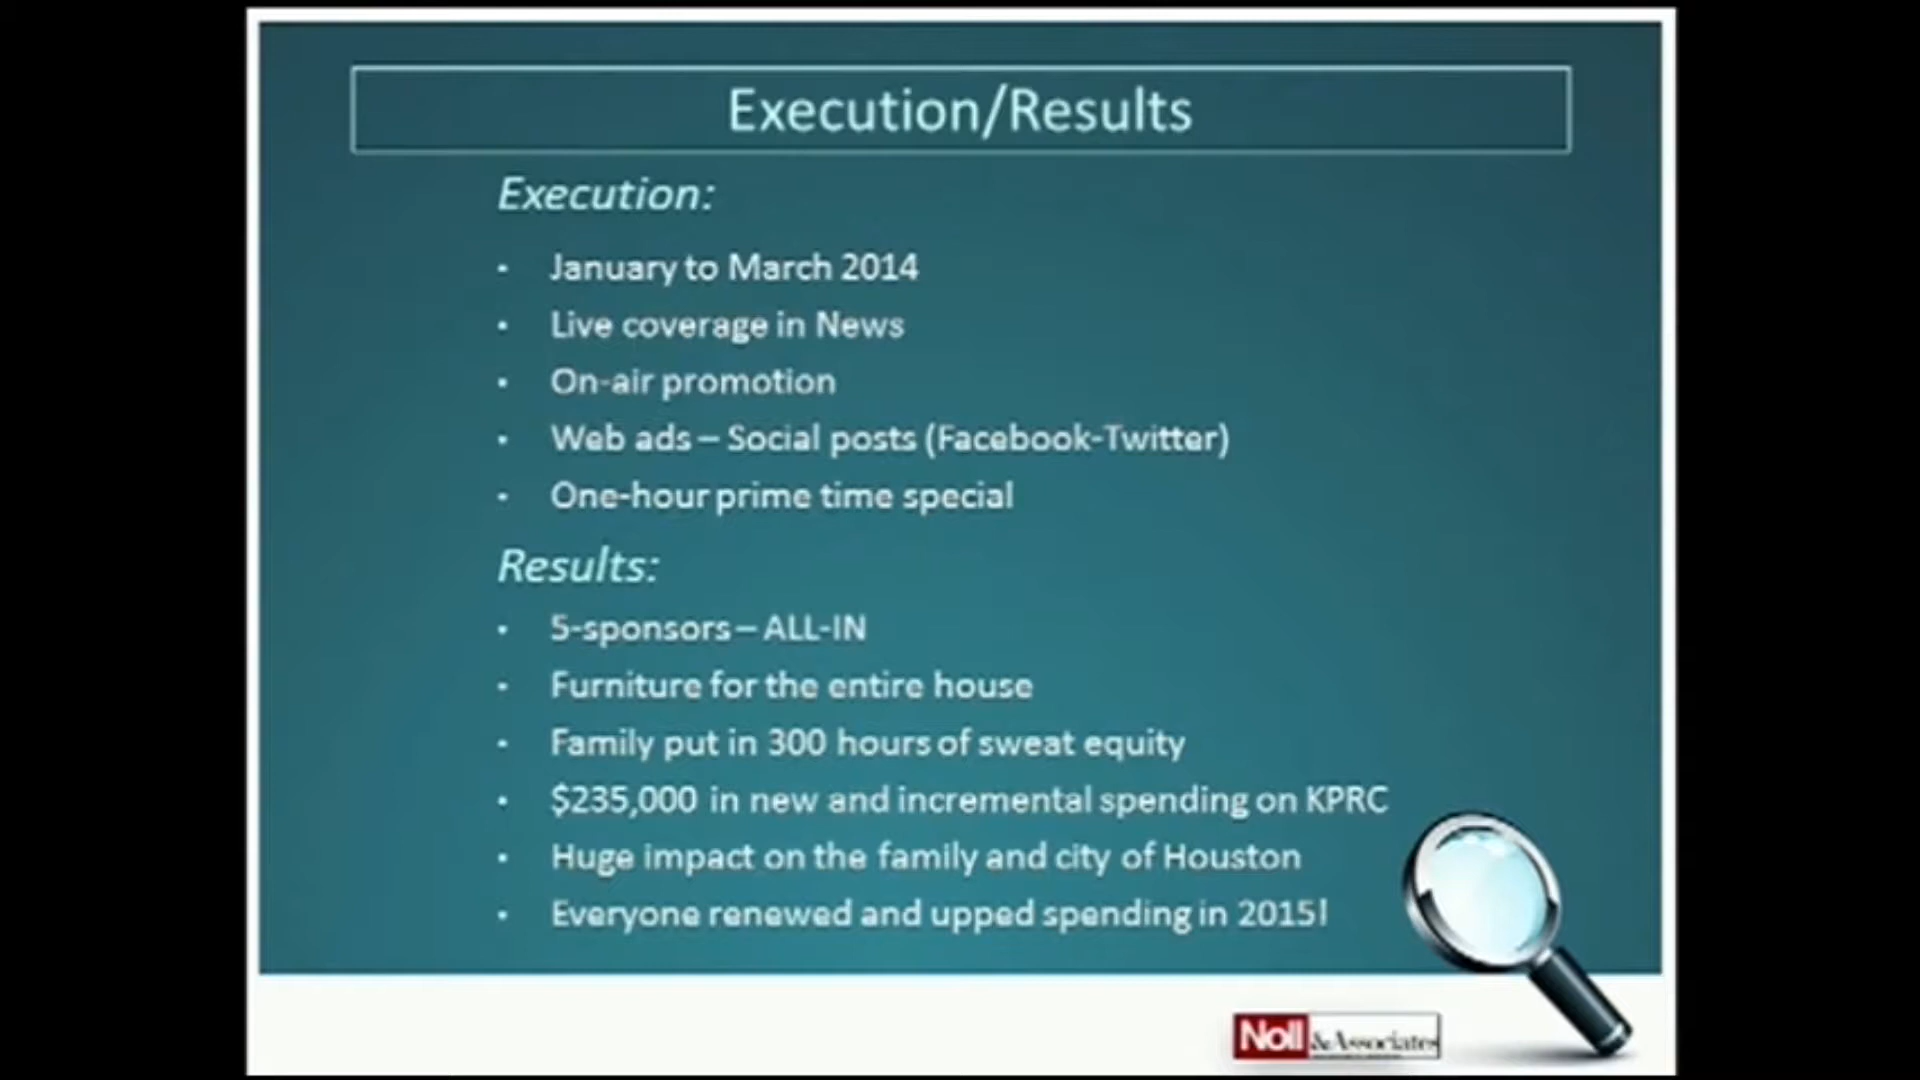 Execution/Results
Execution:
• January to March 2014
• Live coverage in News
• On-air promotion
• Web ads – Social posts (Facebook-Twitter)
• One-hour prime time special
Results:
• 5-sponsors – ALL-IN
• Furniture for the entire house
• Family put in 300 hours of sweat equity
• $235,000 in new and incremental spending on KPRC
• Huge impact on the family and city of Houston
• Everyone renewed and upped spending in 2015!
Noll & Associates